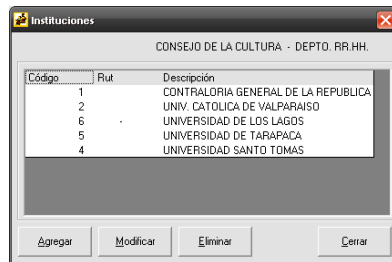 Instituciones
CONSEJO DE LA CULTURA - DEPTO. RR.HH.
Código Rut Descripción
1 CONTRALORIA GENERAL DE LA REPUBLICA
2 UNIV. CATOLICA DE VALPARAISO
6 - UNIVERSIDAD DE LOS LAGOS
5 UNIVERSIDAD DE TARAPACA
4 UNIVERSIDAD SANTO TOMAS
Agregar Modificar Eliminar Cerrar